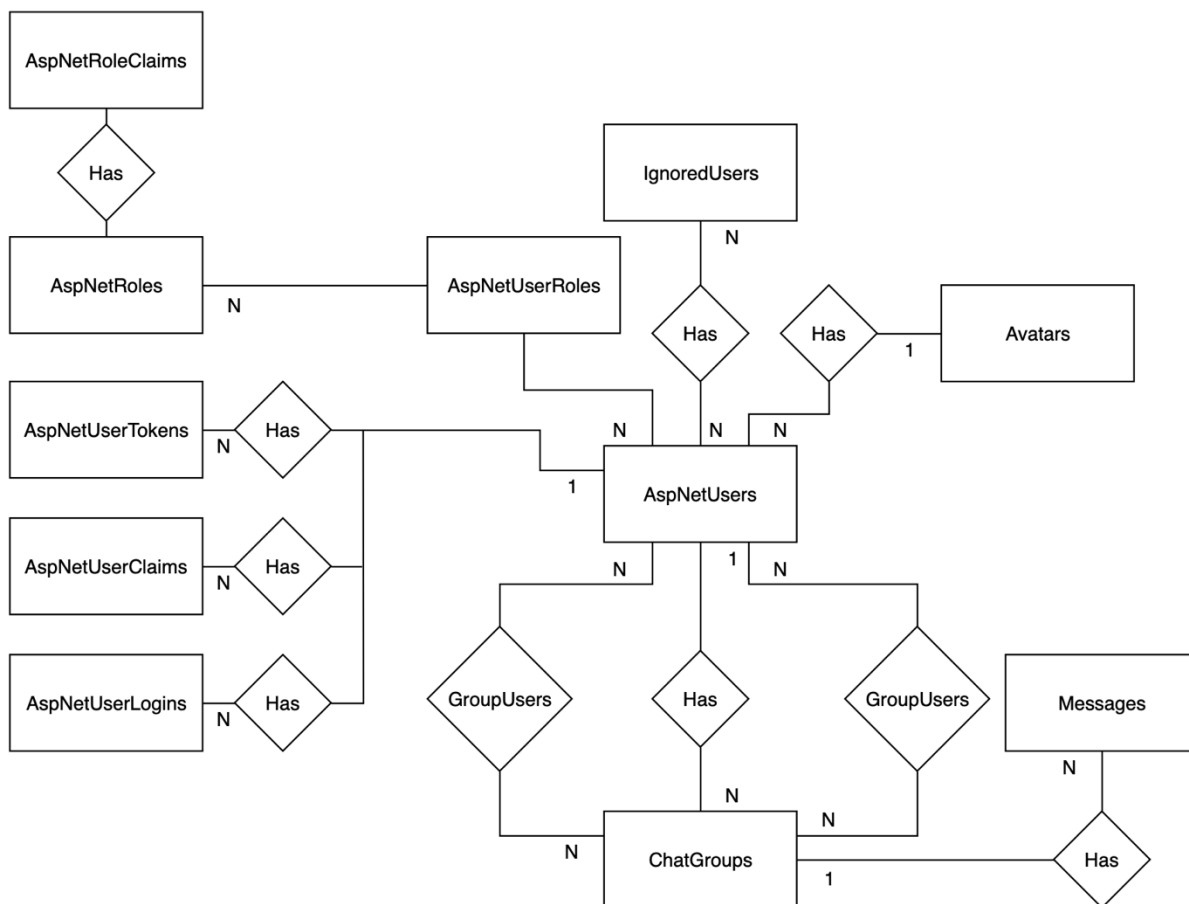 AspNetRoleClaims
Has
IgnoredUsers
N
AspNetRoles
N
AspNetUserRoles
Has
Has
1
Avatars
AspNetUserTokens
N
Has
N
N
N
1
AspNetUsers
AspNetUserClaims
N
Has
N
1
N
AspNetUserLogins
N
Has
GroupUsers
Has
GroupUsers
Messages
N
N
N
N
ChatGroups
1
Has